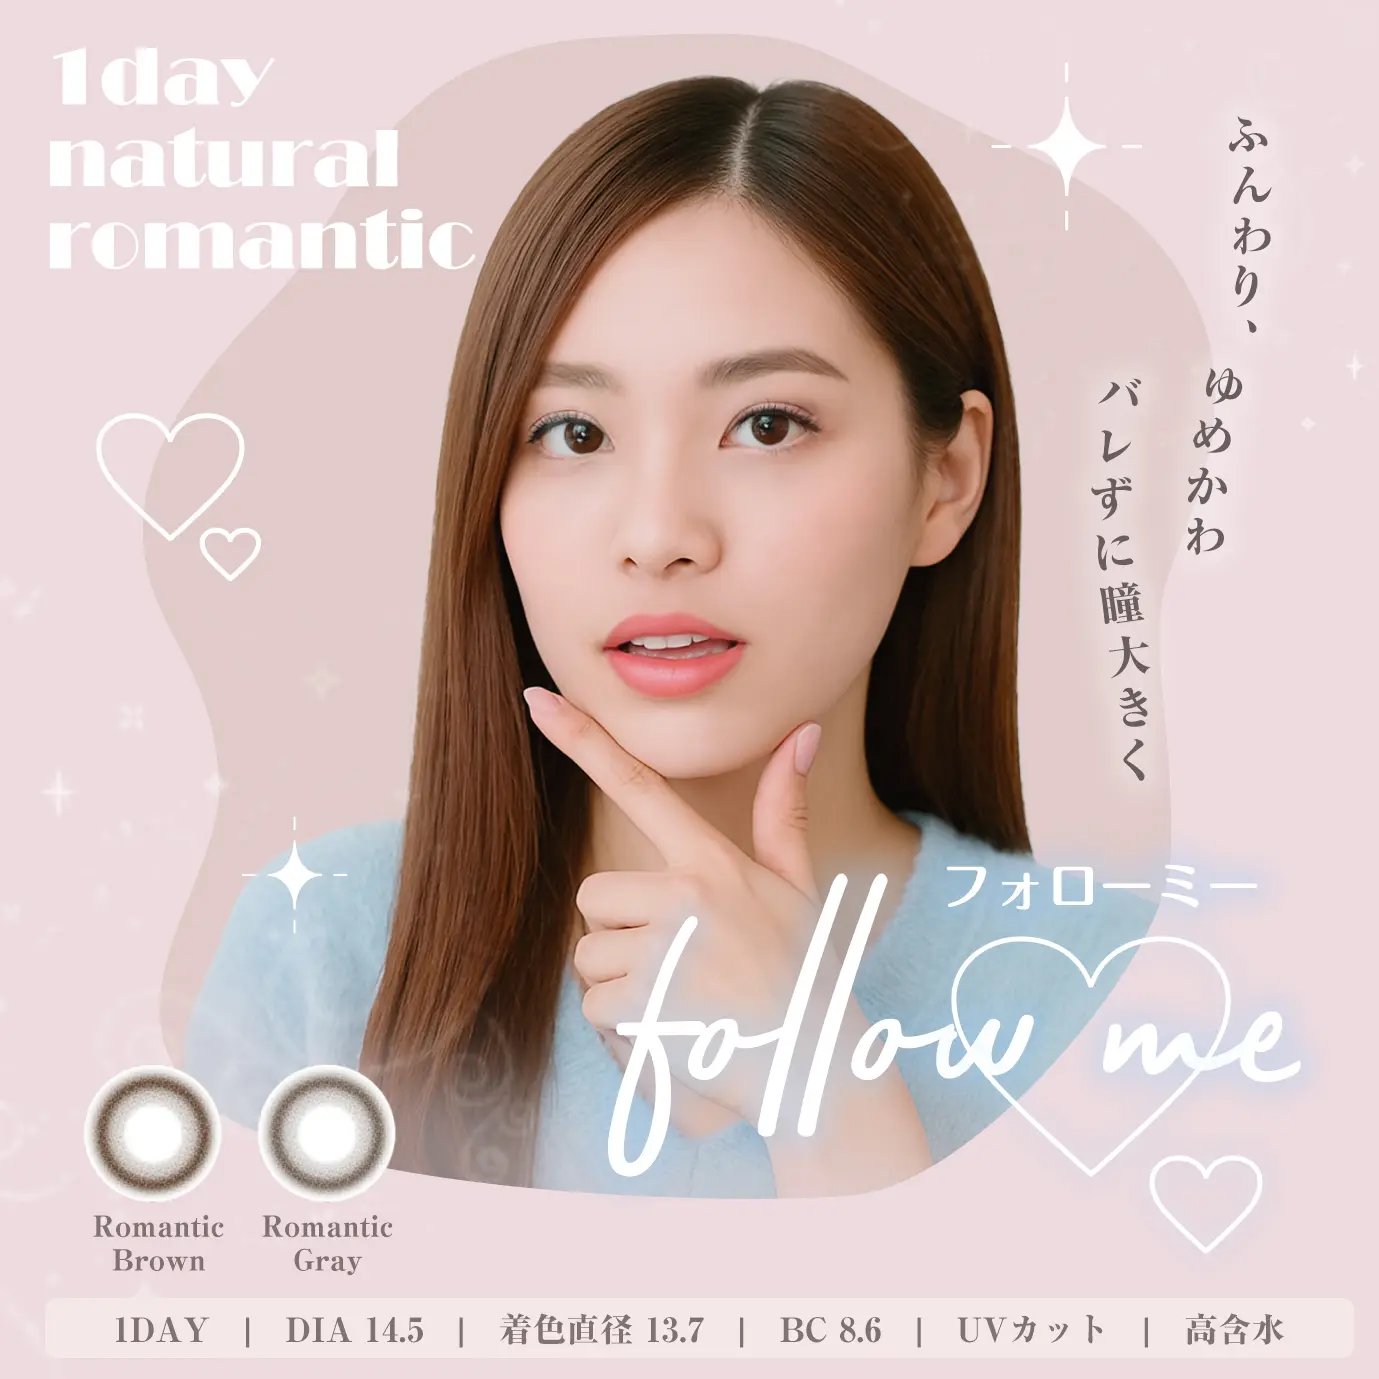 1day
natural
romantic
ふんわり、
ゆめかわ
バレずに瞳大きく
フォローミー
follow me
Romantic
Brown
Romantic
Gray
1DAY | DIA 14.5 | 着色直径 13.7 | BC 8.6 | UVカット | 高含水